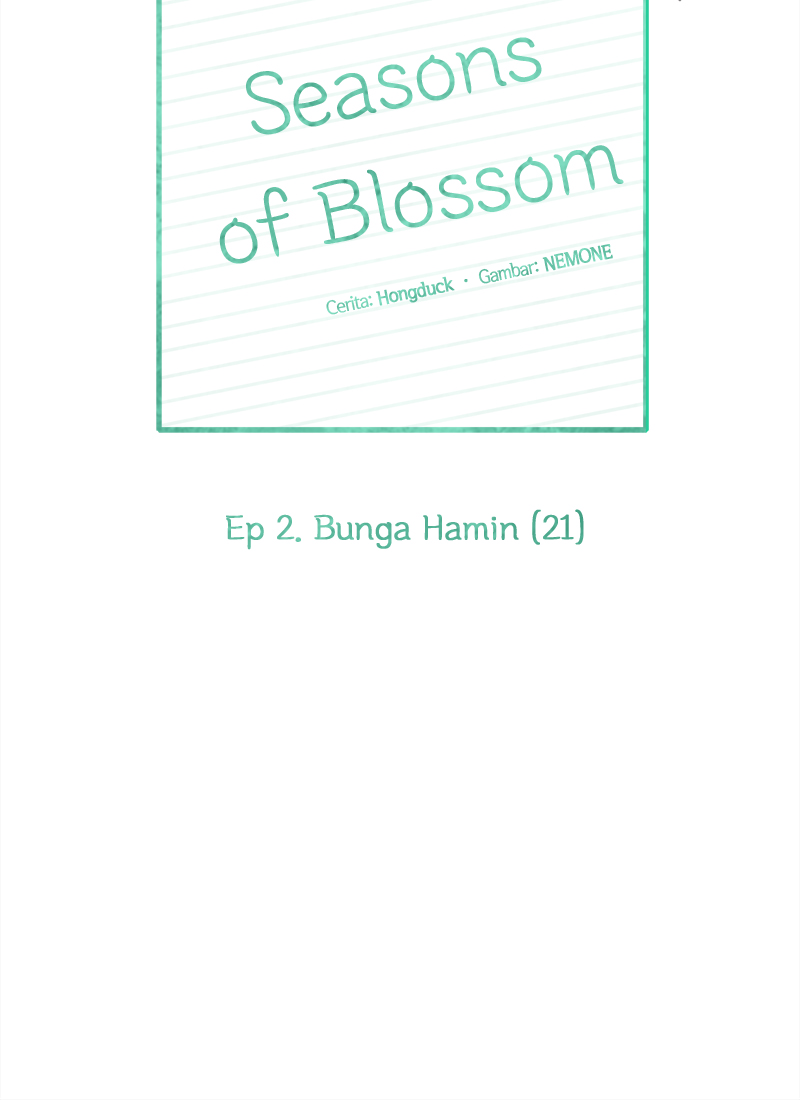 Seasons
of Blossom
Cerita: Hongduck · Gambar: NEMONE
Ep 2. Bunga Hamin (21)